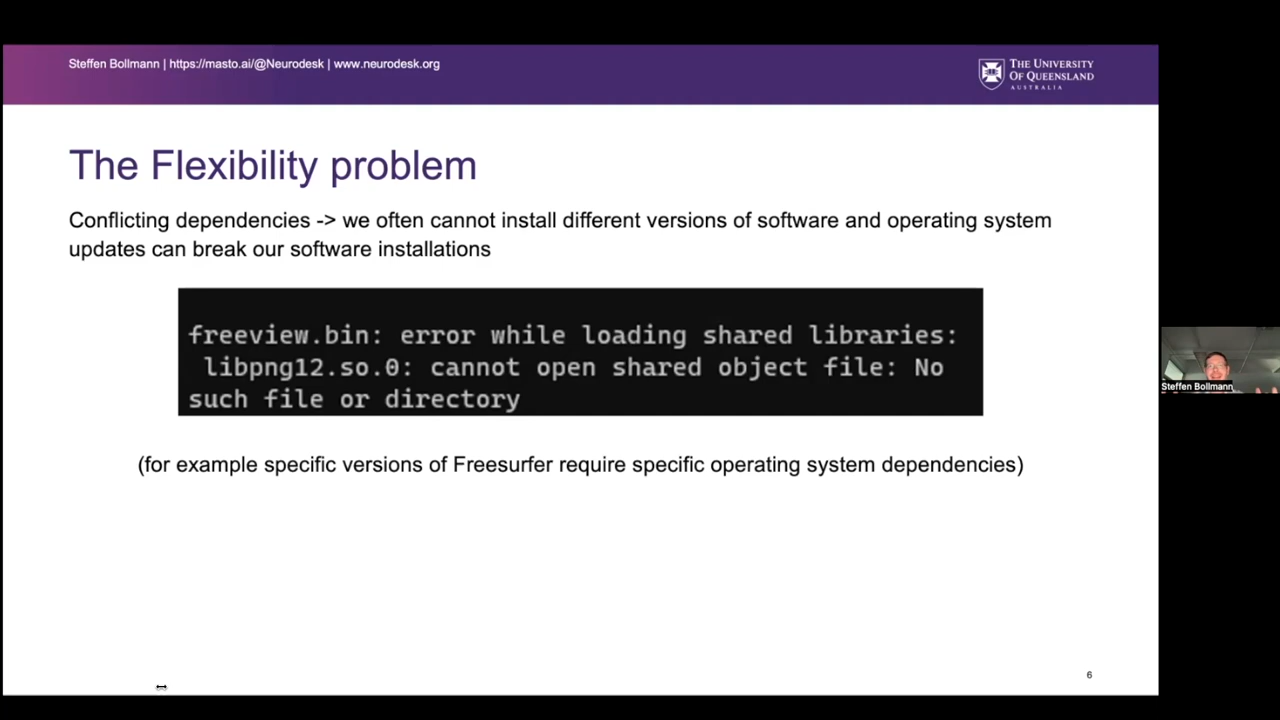 Steffen Bollmann | https://masto.ai/@Neurodesk | www.neurodesk.org
THE UNIVERSITY
OF QUEENSLAND
AUSTRALIA
The Flexibility problem
Conflicting dependencies -> we often cannot install different versions of software and operating system
updates can break our software installations
freeview.bin: error while loading shared libraries:
libpng12.so.0: cannot open shared object file: No
such file or directory
(for example specific versions of Freesurfer require specific operating system dependencies)
Steffen Bollmann
6